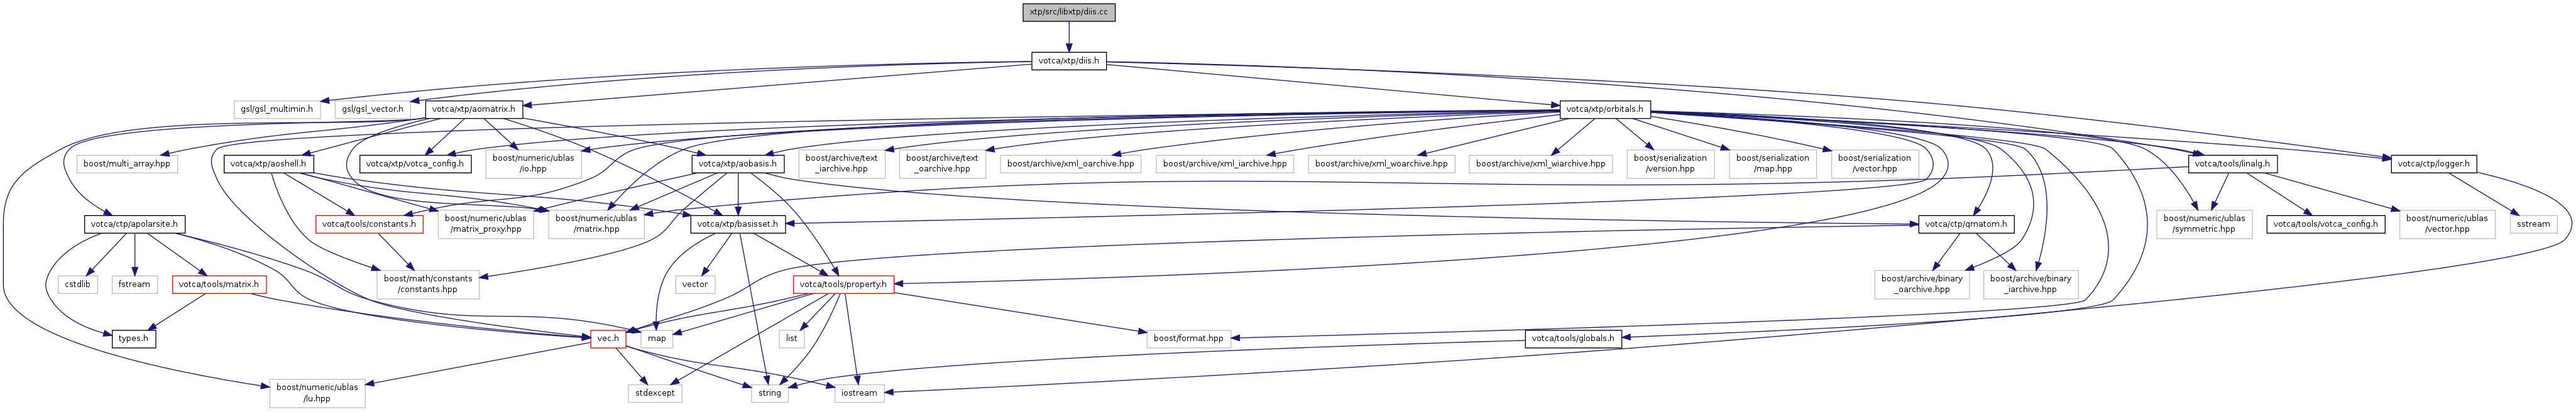 xtp/src/libxtp/diis.cc
votca/xtp/diis.h
gsl/gsl_multimin.h
gsl/gsl_vector.h
votca/xtp/aomatrix.h
votca/xtp/orbitals.h
boost/multi_array.hpp
votca/xtp/aoshell.h
votca/xtp/votca_config.h
boost/numeric/ublas
/io.hpp
votca/xtp/aobasis.h
boost/archive/text
_iarchive.hpp
boost/archive/text
_oarchive.hpp
boost/archive/xml_oarchive.hpp
boost/archive/xml_iarchive.hpp
boost/archive/xml_woarchive.hpp
boost/archive/xml_wiarchive.hpp
boost/serialization
/version.hpp
boost/serialization
/map.hpp
boost/serialization
/vector.hpp
votca/tools/linalg.h
votca/ctp/logger.h
votca/ctp/apolarsite.h
votca/tools/constants.h
boost/numeric/ublas
/matrix_proxy.hpp
boost/numeric/ublas
/matrix.hpp
votca/xtp/basisset.h
votca/ctp/qmatom.h
boost/numeric/ublas
/symmetric.hpp
votca/tools/votca_config.h
boost/numeric/ublas
/vector.hpp
sstream
cstdlib
fstream
votca/tools/matrix.h
boost/math/constants
/constants.hpp
vector
votca/tools/property.h
boost/archive/binary
_oarchive.hpp
boost/archive/binary
_iarchive.hpp
types.h
vec.h
map
list
boost/format.hpp
votca/tools/globals.h
boost/numeric/ublas
/lu.hpp
stdexcept
string
iostream